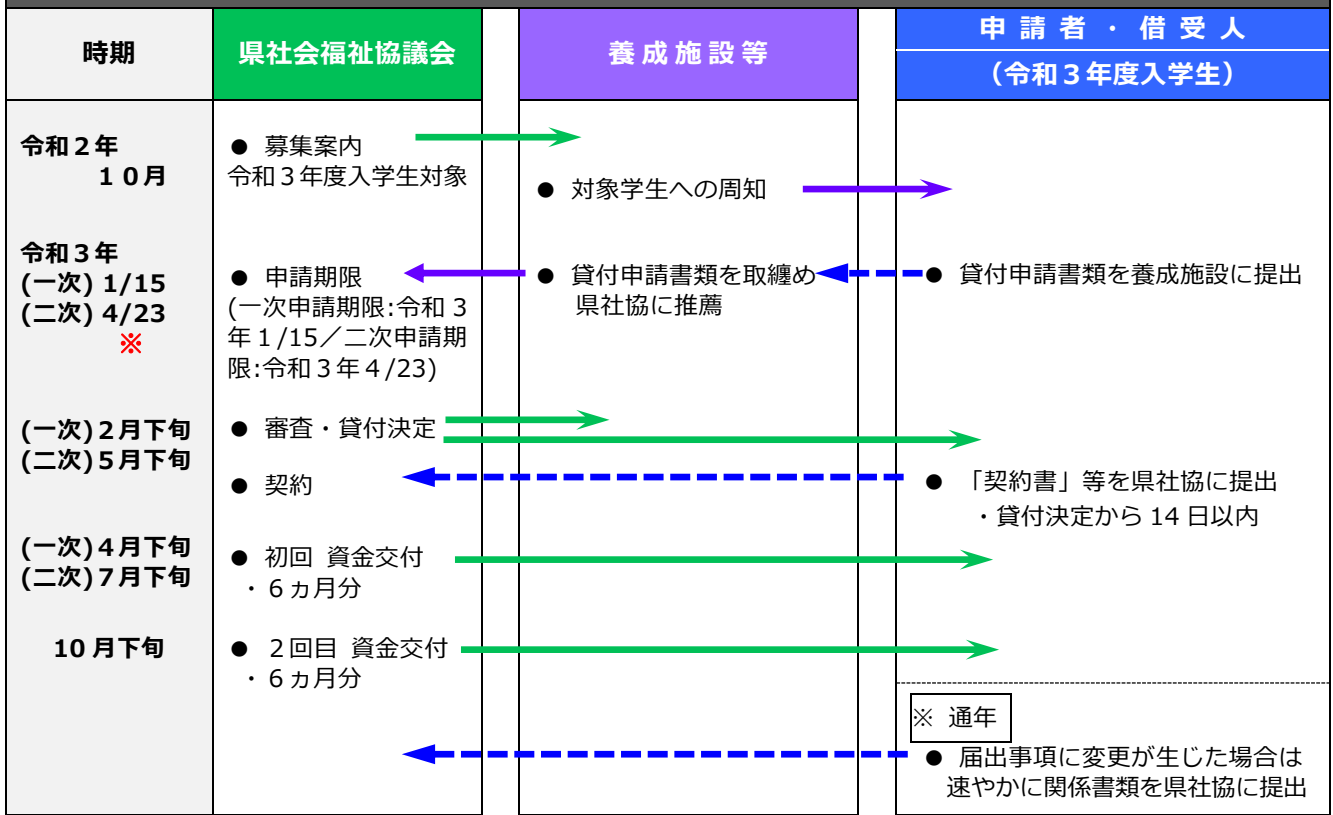 時期
県社会福祉協議会
養成施設等
申請者・借受人
（令和３年度入学生）
令和２年
１０月
● 募集案内
令和３年度入学生対象
● 対象学生への周知
令和３年
(一次) 1/15
(二次) 4/23
※
● 申請期限
(一次申請期限:令和３
年１/15／二次申請期
限:令和３年４/23)
● 貸付申請書類を取纏め
県社協に推薦
● 貸付申請書類を養成施設に提出
(一次)２月下旬
(二次)５月下旬
● 審査・貸付決定
● 契約
● 「契約書」等を県社協に提出
・貸付決定から 14 日以内
(一次)４月下旬
(二次)７月下旬
● 初回 資金交付
・６ヵ月分
10 月下旬
● ２回目 資金交付
・６ヵ月分
※ 通年
● 届出事項に変更が生じた場合は
速やかに関係書類を県社協に提出